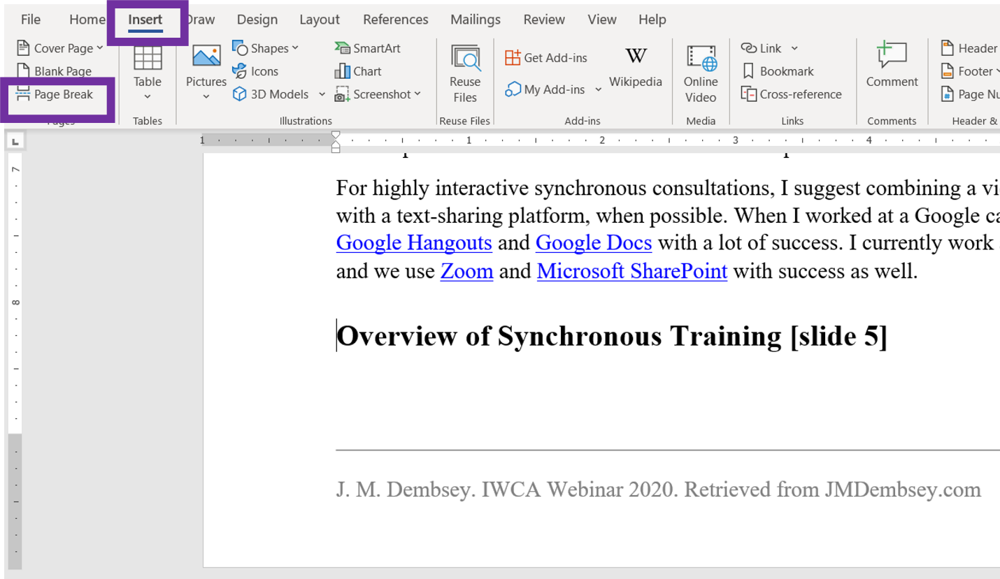 File Home Insert Draw Design Layout References Mailings Review View Help
Cover Page
Blank Page
Page Break
Pages
Table
Tables
Pictures
Shapes
Icons
3D Models
SmartArt
Chart
Screenshot
Illustrations
Reuse
Files
Reuse Files
Get Add-ins
My Add-ins
W
Wikipedia
Add-ins
Online
Video
Media
Link
Bookmark
Cross-reference
Links
Comment
Comments
Header
Footer
Page Nu
Header &
L
1 1 2 3 4
7
8
For highly interactive synchronous consultations, I suggest combining a vi
with a text-sharing platform, when possible. When I worked at a Google ca
Google Hangouts and Google Docs with a lot of success. I currently work
and we use Zoom and Microsoft SharePoint with success as well.
Overview of Synchronous Training [slide 5]
J. M. Dembsey. IWCA Webinar 2020. Retrieved from JMDembsey.com